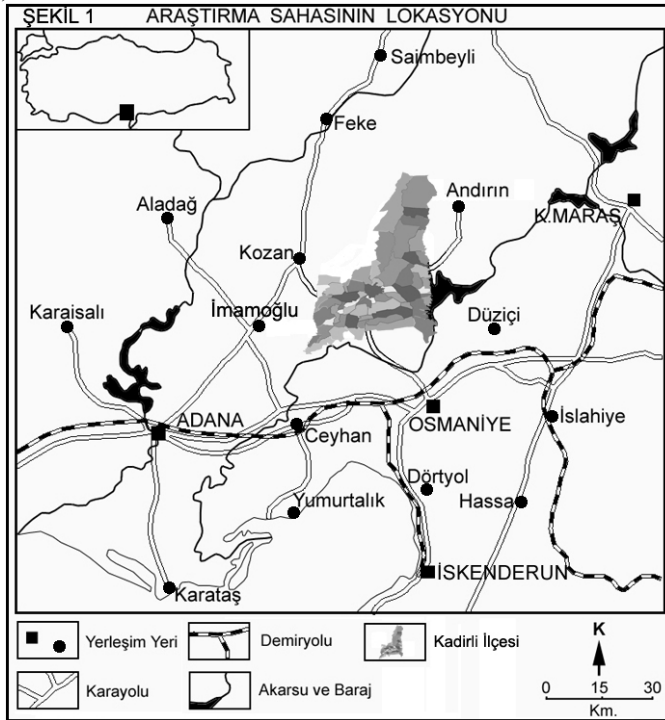 ŞEKİL 1 ARAŞTIRMA SAHASININ LOKASYONU
Saimbeyli
Feke
Aladağ
Andırın
K.MARAŞ
Kozan
Karaisalı
İmamoğlu
Düziçi
ADANA
Ceyhan
OSMANİYE
İslahiye
Dörtyol
Yumurtalık
Hassa
İSKENDERUN
Karataş
Yerleşim Yeri
Demiryolu
Kadirli İlçesi
K
Karayolu
Akarsu ve Baraj
0 15 30
Km.